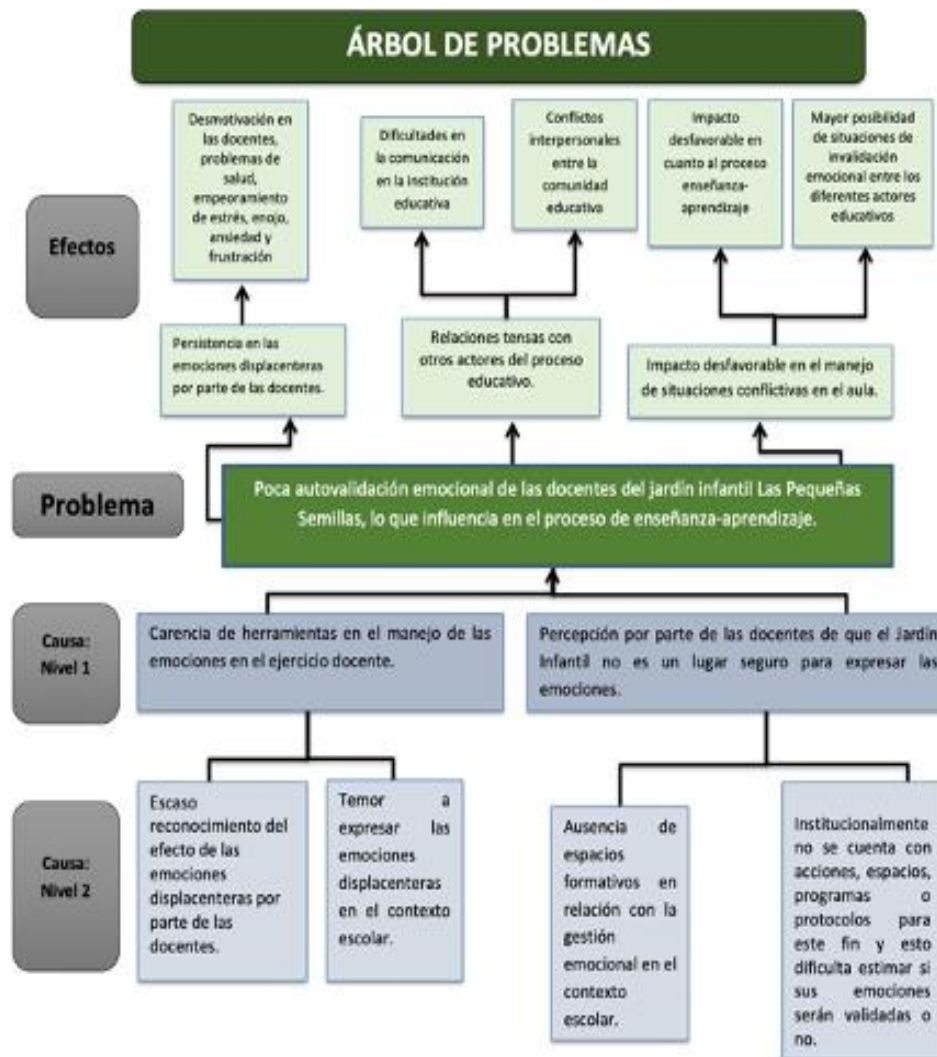 ÁRBOL DE PROBLEMAS
Desmotivación en
las docentes,
problemas de
salud,
empeoramiento
de estrés, enojo,
ansiedad y
frustración
Dificultades en
la comunicación
en la institución
educativa
Conflictos
interpersonales
entre la
comunidad
educativa
Impacto
desfavorable en
cuanto al proceso
enseñanza-
aprendizaje
Mayor posibilidad
de situaciones de
invalidación
emocional entre los
diferentes actores
educativos
Efectos
Persistencia en las
emociones displacenteras
por parte de las docentes.
Relaciones tensas con
otros actores del proceso
educativo.
Impacto desfavorable en el manejo
de situaciones conflictivas en el aula.
Problema
Poca autovalidación emocional de las docentes del jardín infantil Las Pequeñas
Semillas, lo que influencia en el proceso de enseñanza-aprendizaje.
Causa:
Nivel 1
Carencia de herramientas en el manejo de las
emociones en el ejercicio docente.
Percepción por parte de las docentes de que el Jardín
Infantil no es un lugar seguro para expresar las
emociones.
Causa:
Nivel 2
Escaso
reconocimiento del
efecto de las
emociones
displacenteras por
parte de las
docentes.
Temor a
expresar las
emociones
displacenteras
en el contexto
escolar.
Ausencia de
espacios
formativos en
relación con la
gestión
emocional en el
contexto
escolar.
Institucionalmente
no se cuenta con
acciones, espacios,
programas o
protocolos para
este fin y esto
dificulta estimar si
sus emociones
serán validadas o
no.